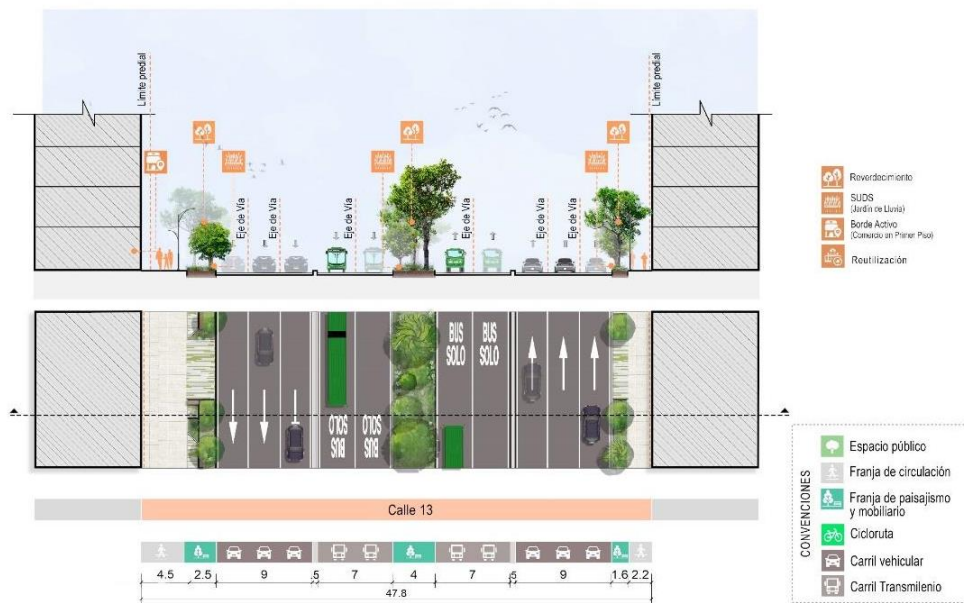 Límite predial
Límite predial
Eje de Vía
Eje de Vía
Eje de Vía
Eje de Vía
Eje de Vía
Eje de Vía
Reverdecimiento
SUDS
(Jardín de Lluvia)
Borde Activo
(Comercio en Primer Piso)
Reutilización
BUS
SOLO
BUS
SOLO
BUS
SOLO
BUS
SOLO
Calle 13
4.5 2.5 9 .5 7 4 7 .5 9 1.6 2.2
47.8
CONVENCIONES
Espacio público
Franja de circulación
Franja de paisajismo
y mobiliario
Cicloruta
Carril vehicular
Carril Transmilenio